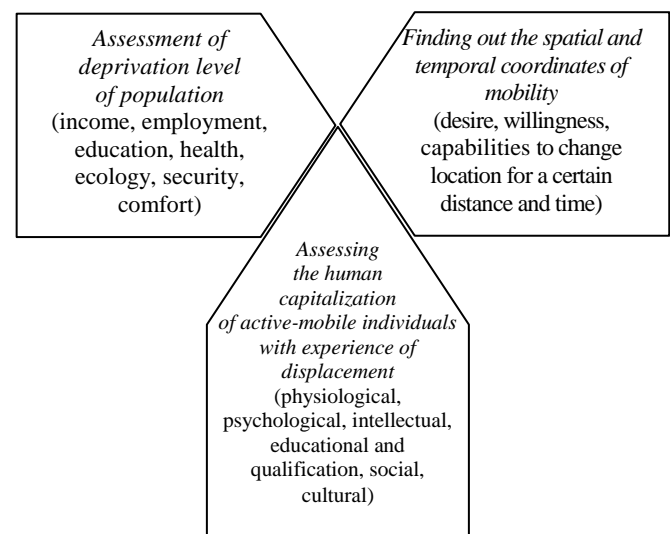 Assessment of
deprivation level
of population
(income, employment,
education, health,
ecology, security,
comfort)
Finding out the spatial and
temporal coordinates of
mobility
(desire, willingness,
capabilities to change
location for a certain
distance and time)
Assessing
the human
capitalization
of active-mobile individuals
with experience of
displacement
(physiological,
psychological, intellectual,
educational and
qualification, social,
cultural)